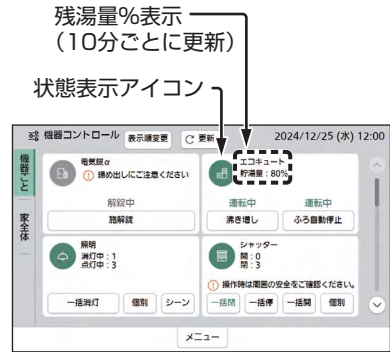 残湯量%表示
（10分ごとに更新）
状態表示アイコン
機器コントロール 表示順変更 更新 2024/12/25 (水) 12:00
機器ごと
家全体
電気錠α
締め出しにご注意ください
解錠中
施解錠
エコキュート
貯湯量：80%
運転中 運転中
沸き増し ふろ自動停止
照明
消灯中：1
点灯中：3
一括消灯 個別 シーン
シャッター
開：0
閉：3
操作時は周囲の安全をご確認ください。
一括閉 一括停 一括開 個別
メニュー